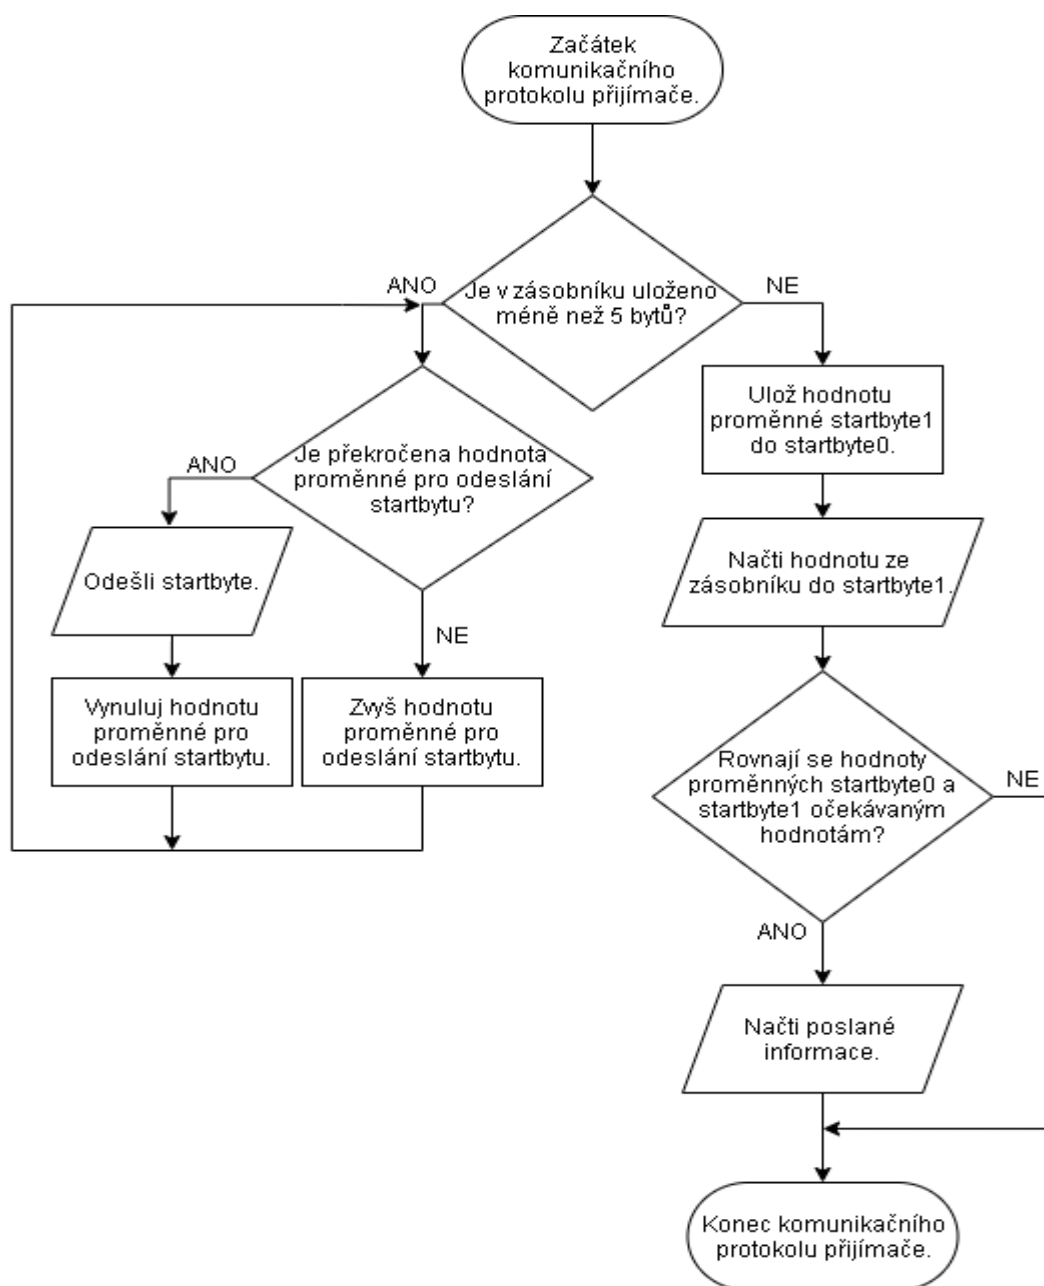 Začátek
komunikačního
protokolu přijímače.
ANO
NE
Je v zásobníku uloženo
méně než 5 bytů?
Ulož hodnotu
proměnné startbyte1
do startbyte0.
ANO
Je překročena hodnota
proměnné pro odeslání
startbytu?
Načti hodnotu ze
zásobníku do startbyte1.
Odešli startbyte.
NE
Vynuluj hodnotu
proměnné pro
odeslání startbytu.
Zvyš hodnotu
proměnné pro
odeslání startbytu.
Rovnají se hodnoty
proměnných startbyte0 a
startbyte1 očekávaným
hodnotám?
NE
ANO
Načti poslané
informace.
Konec komunikačního
protokolu přijímače.